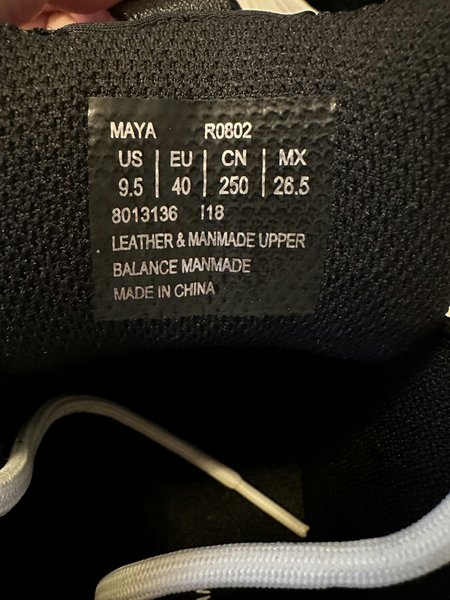 MAYA R0802
US | EU | CN | MX
9.5 | 40 | 250 | 26.5
8013136 I18
LEATHER & MANMADE UPPER
BALANCE MANMADE
MADE IN CHINA